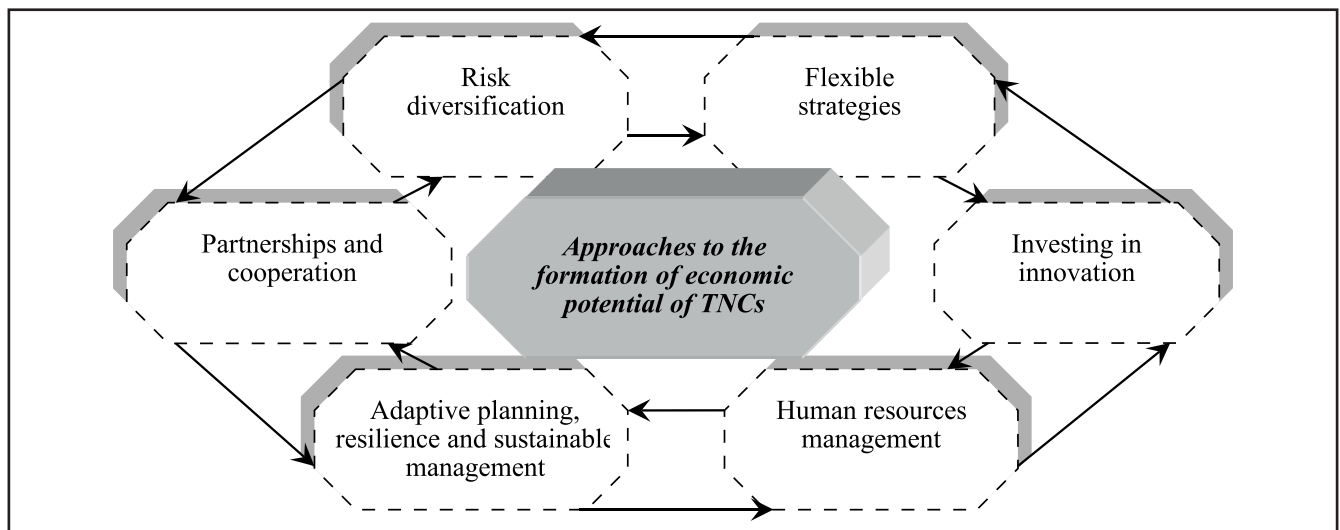 Risk
diversification
Flexible
strategies
Partnerships and
cooperation
Approaches to the
formation of economic
potential of TNCs
Investing in
innovation
Adaptive planning,
resilience and sustainable
management
Human resources
management